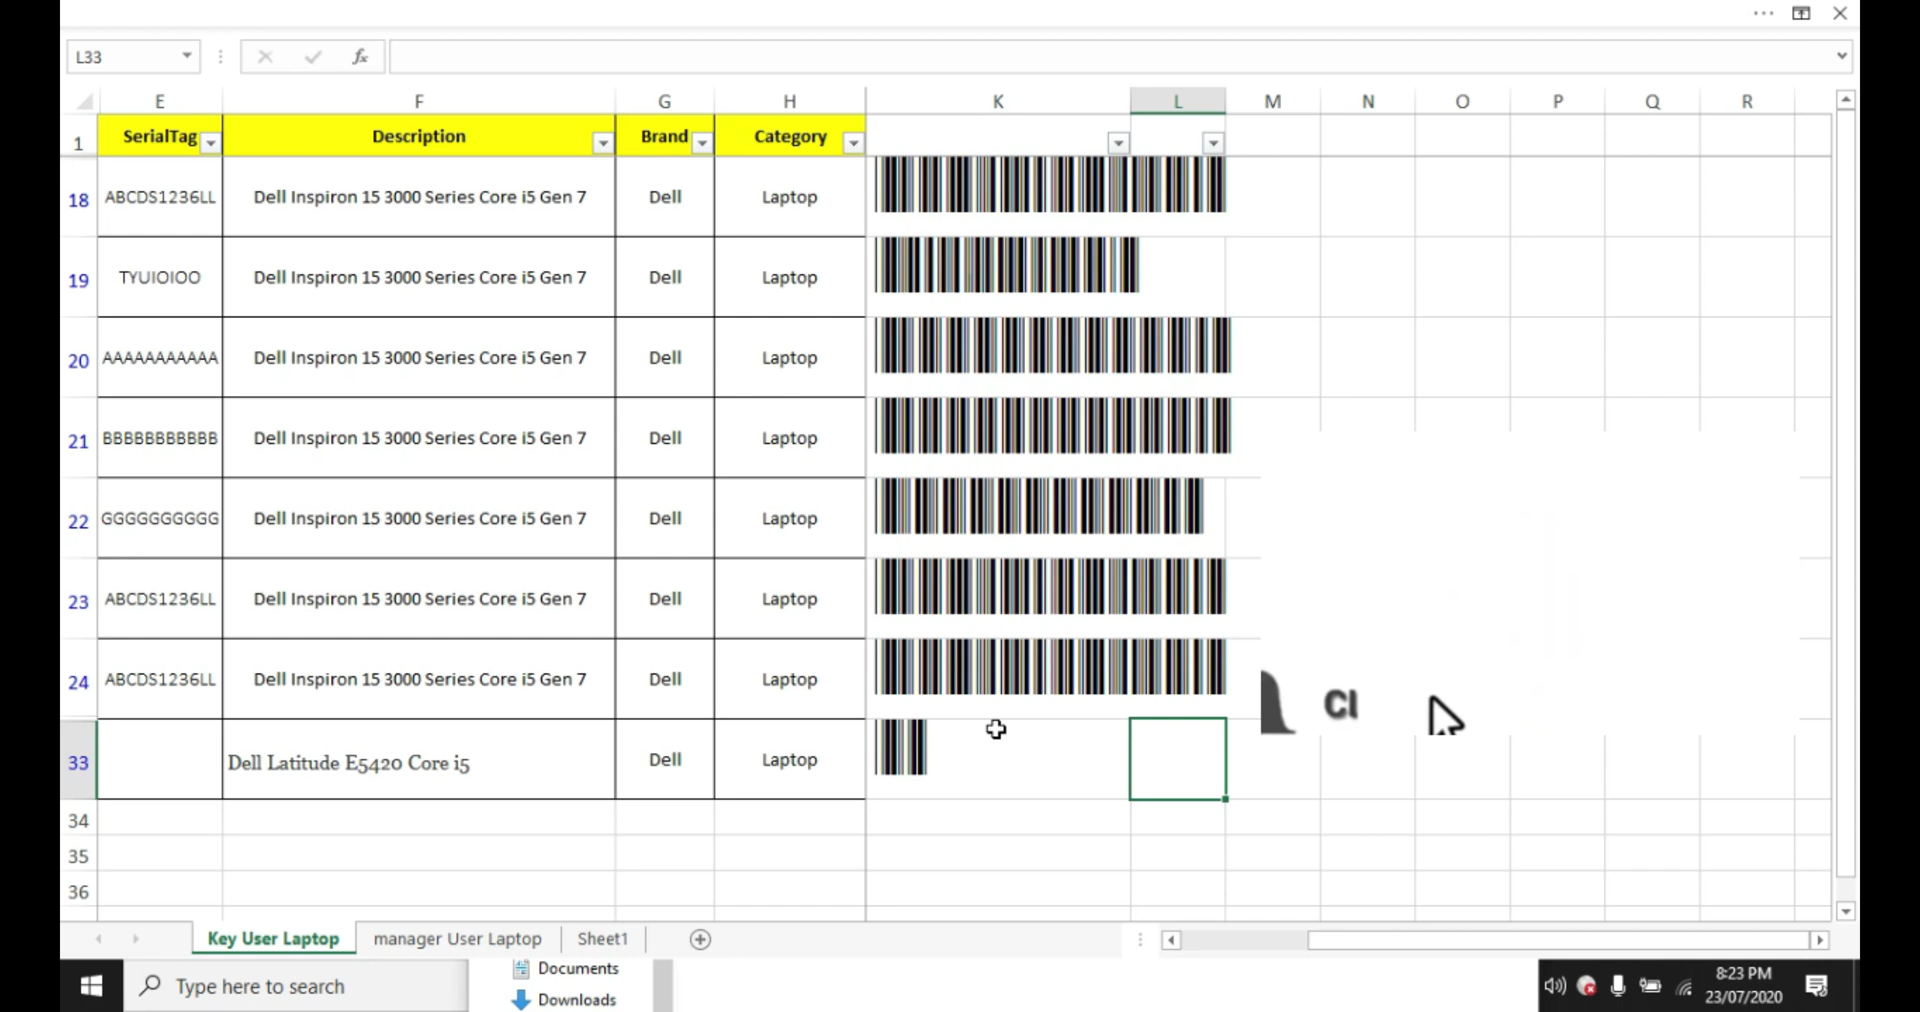 L33
fx
E F G H K L M N O P Q R
1 SerialTag Description Brand Category
18 ABCDS1236LL Dell Inspiron 15 3000 Series Core i5 Gen 7 Dell Laptop
19 TYUIOIOO Dell Inspiron 15 3000 Series Core i5 Gen 7 Dell Laptop
20 AAAAAAAAAAA Dell Inspiron 15 3000 Series Core i5 Gen 7 Dell Laptop
21 BBBBBBBBBBB Dell Inspiron 15 3000 Series Core i5 Gen 7 Dell Laptop
22 GGGGGGGGGG Dell Inspiron 15 3000 Series Core i5 Gen 7 Dell Laptop
23 ABCDS1236LL Dell Inspiron 15 3000 Series Core i5 Gen 7 Dell Laptop
24 ABCDS1236LL Dell Inspiron 15 3000 Series Core i5 Gen 7 Dell Laptop
33 Dell Latitude E5420 Core i5 Dell Laptop
34
35
36
Key User Laptop manager User Laptop Sheet1
Documents
Downloads
Type here to search
8:23 PM
23/07/2020